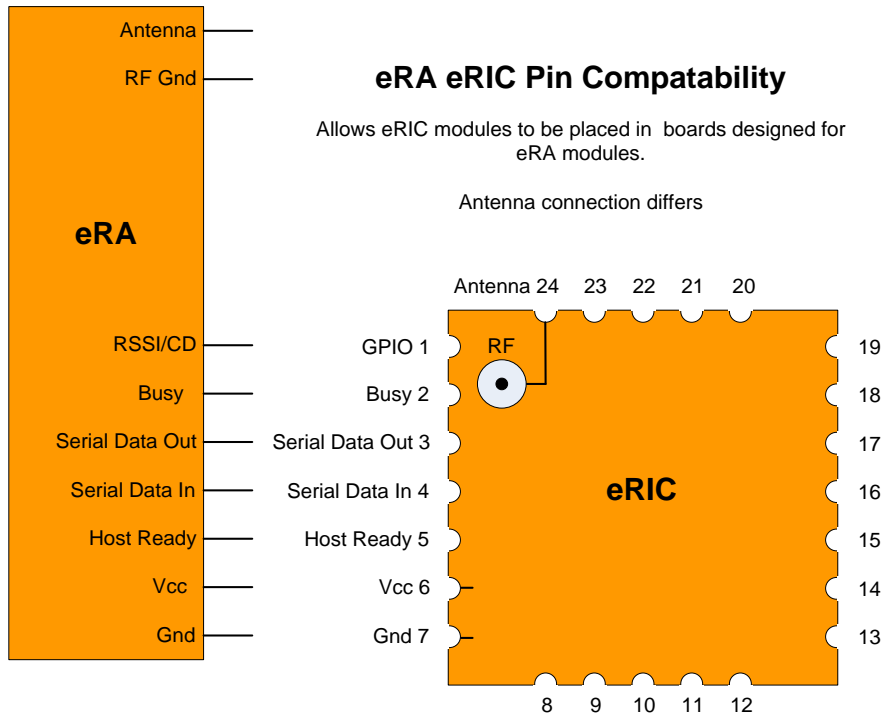 Antenna
RF Gnd
eRA
RSSI/CD
Busy
Serial Data Out
Serial Data In
Host Ready
Vcc
Gnd
eRA eRIC Pin Compatability
Allows eRIC modules to be placed in boards designed for
eRA modules.
Antenna connection differs
Antenna 24 23 22 21 20
GPIO 1
Busy 2
Serial Data Out 3
Serial Data In 4
Host Ready 5
Vcc 6
Gnd 7
RF
eRIC
19
18
17
16
15
14
13
8 9 10 11 12